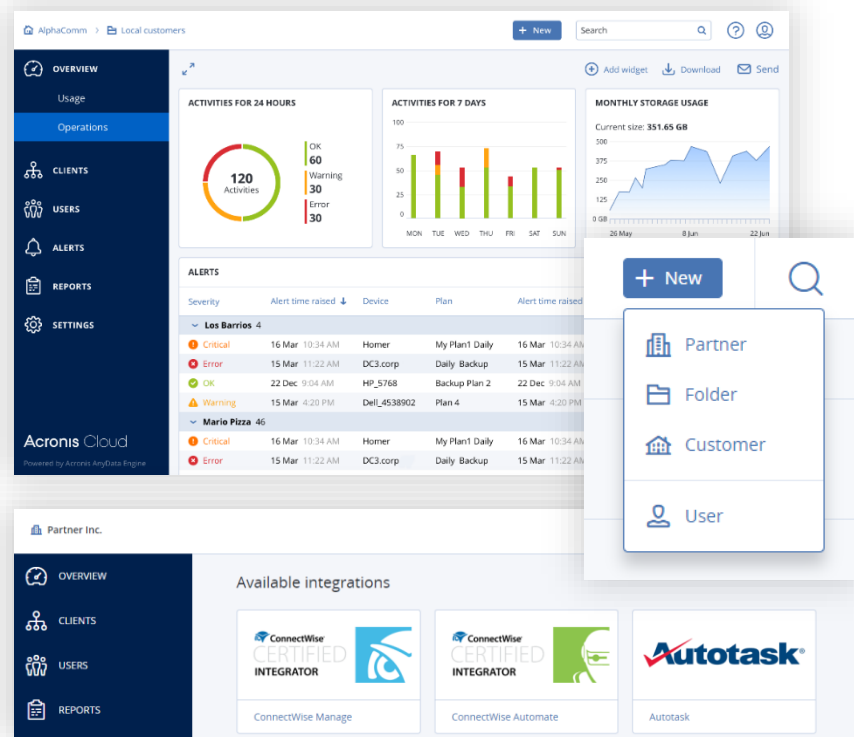 AlphaComm > Local customers
+ New
Search
OVERVIEW
Usage
Operations
CLIENTS
USERS
ALERTS
REPORTS
SETTINGS
Acronis Cloud
Powered by Acronis AnyData Engine
Add widget
Download
Send
ACTIVITIES FOR 24 HOURS
120
Activities
OK
60
Warning
30
Error
30
ACTIVITIES FOR 7 DAYS
100
75
50
25
0
MON TUE WED THU FRI SAT SUN
MONTHLY STORAGE USAGE
Current size: 351.65 GB
500
375
250
125
0 GB
26 May 8 Jun 22 Jun
ALERTS
Severity Alert time raised Device Plan Alert time raised
Los Barrios 4
Critical 16 Mar 10:34 AM Homer My Plan1 Daily 16 Mar 10:34 AM
Error 15 Mar 11:22 AM DC3.corp Daily Backup 15 Mar 11:22 AM
OK 22 Dec 9:04 AM HP_5768 Backup Plan 2 22 Dec 9:04 AM
Warning 15 Mar 4:20 PM Dell_4538902 Plan 4 15 Mar 4:20 PM
Mario Pizza 46
Critical 16 Mar 10:34 AM Homer My Plan1 Daily 16 Mar 10:34 AM
Error 15 Mar 11:22 AM DC3.corp Daily Backup 15 Mar 11:22 AM
+ New
Partner
Folder
Customer
User
Partner Inc.
OVERVIEW
CLIENTS
USERS
REPORTS
Available integrations
ConnectWise
CERTIFIED
INTEGRATOR
ConnectWise Manage
ConnectWise
CERTIFIED
INTEGRATOR
ConnectWise Automate
Autotask
Autotask